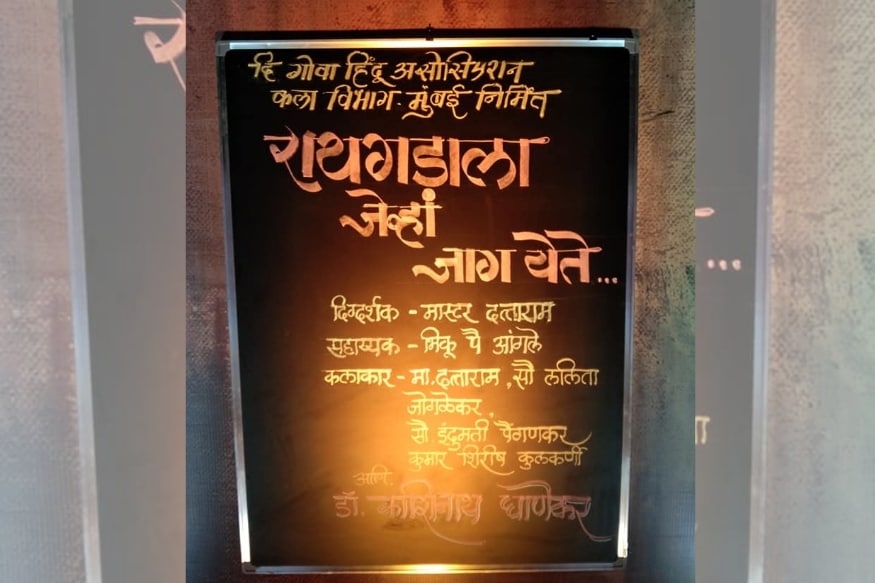 दि गोवा हिंदू असोसिएशन
कला विभाग - मुंबई निर्मित
रायगडाला
जेव्हां
जाग येते...
दिग्दर्शक - मास्टर दत्ताराम
सहाय्यक - भिकू पै आंगले
कलाकार - मा. दत्ताराम , सौ ललिता
जोगळेकर ,
सौ इंदुमती पैंगणकर
कुमार शिरीष कुलकर्णी
आणि.
डॉ. काशिनाथ घाणेकर